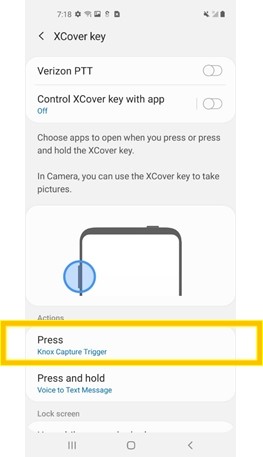 7:18
XCover key
Verizon PTT
Control XCover key with app
Off
Choose apps to open when you press or press
and hold the XCover key.
In Camera, you can use the XCover key to take
pictures.
Actions
Press
Knox Capture Trigger
Press and hold
Voice to Text Message
Lock screen